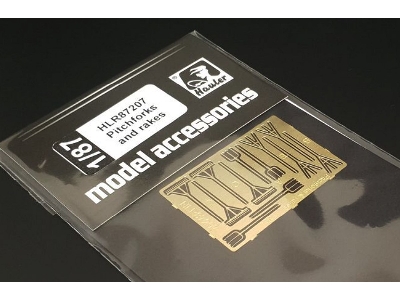 1/87
HLR87207
Pitchforks
and rakes
Hauler
model accessories